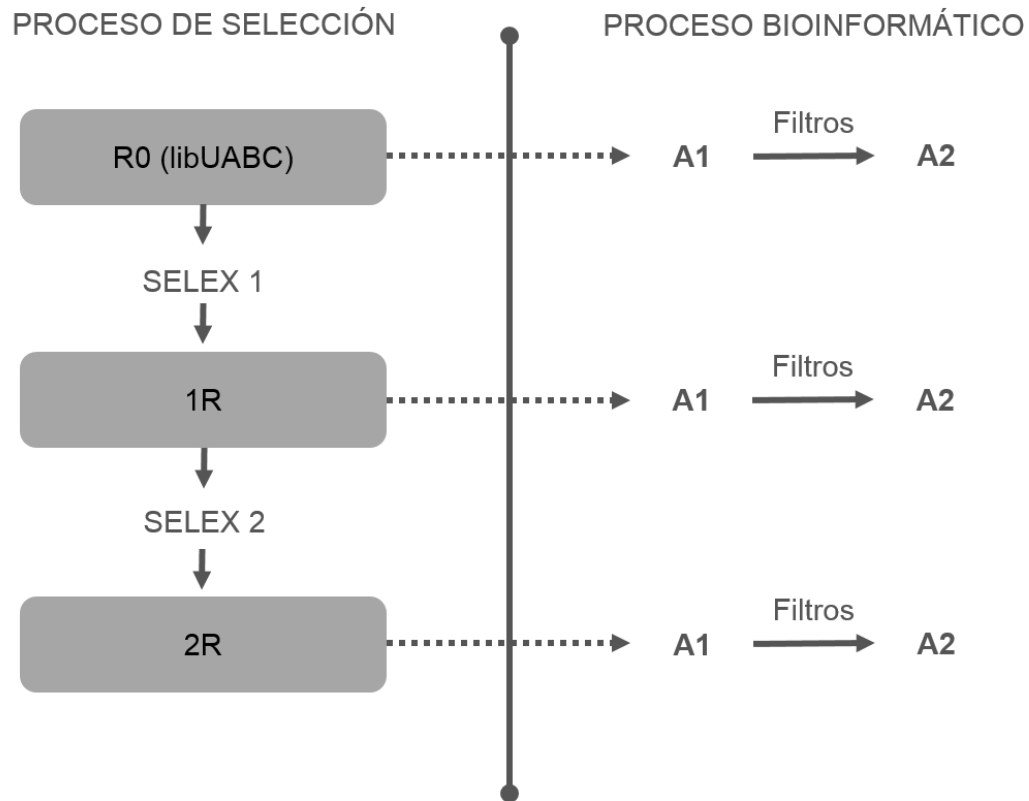 PROCESO DE SELECCIÓN
PROCESO BIOINFORMÁTICO
R0 (libUABC)
A1
Filtros
A2
SELEX 1
1R
A1
Filtros
A2
SELEX 2
2R
A1
Filtros
A2